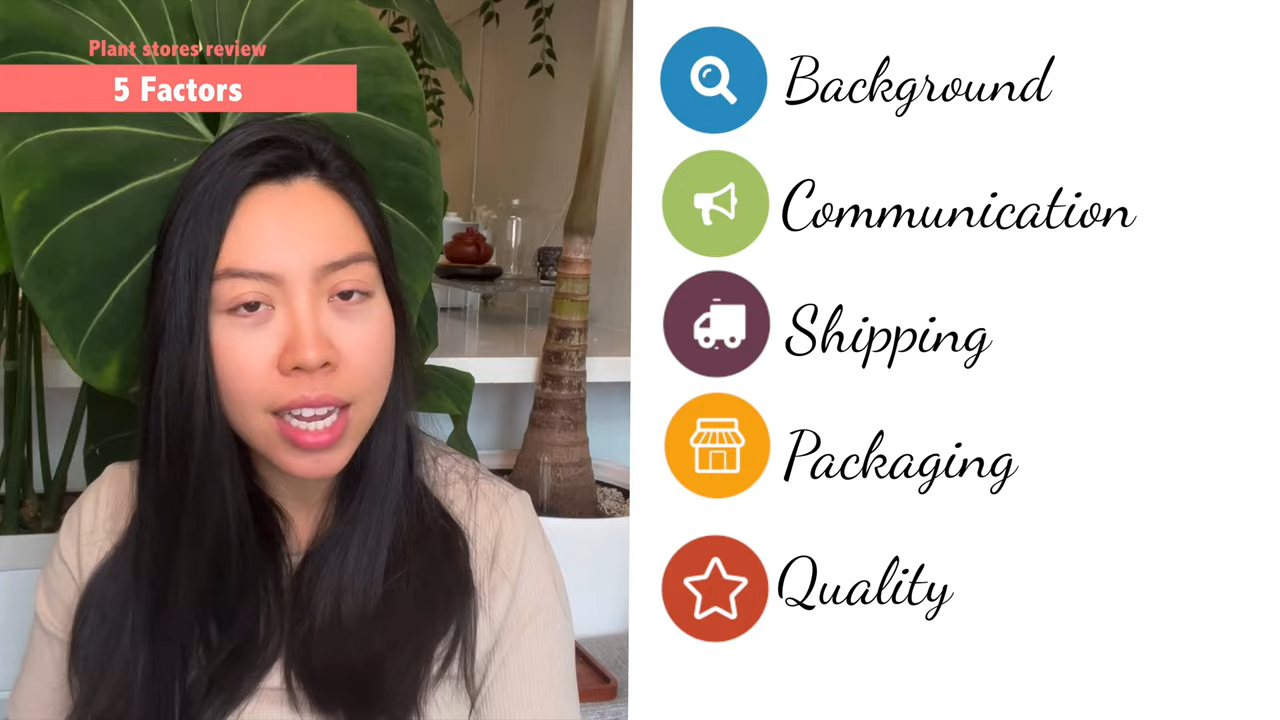 Plant stores review
5 Factors
Background
Communication
Shipping
Packaging
Quality